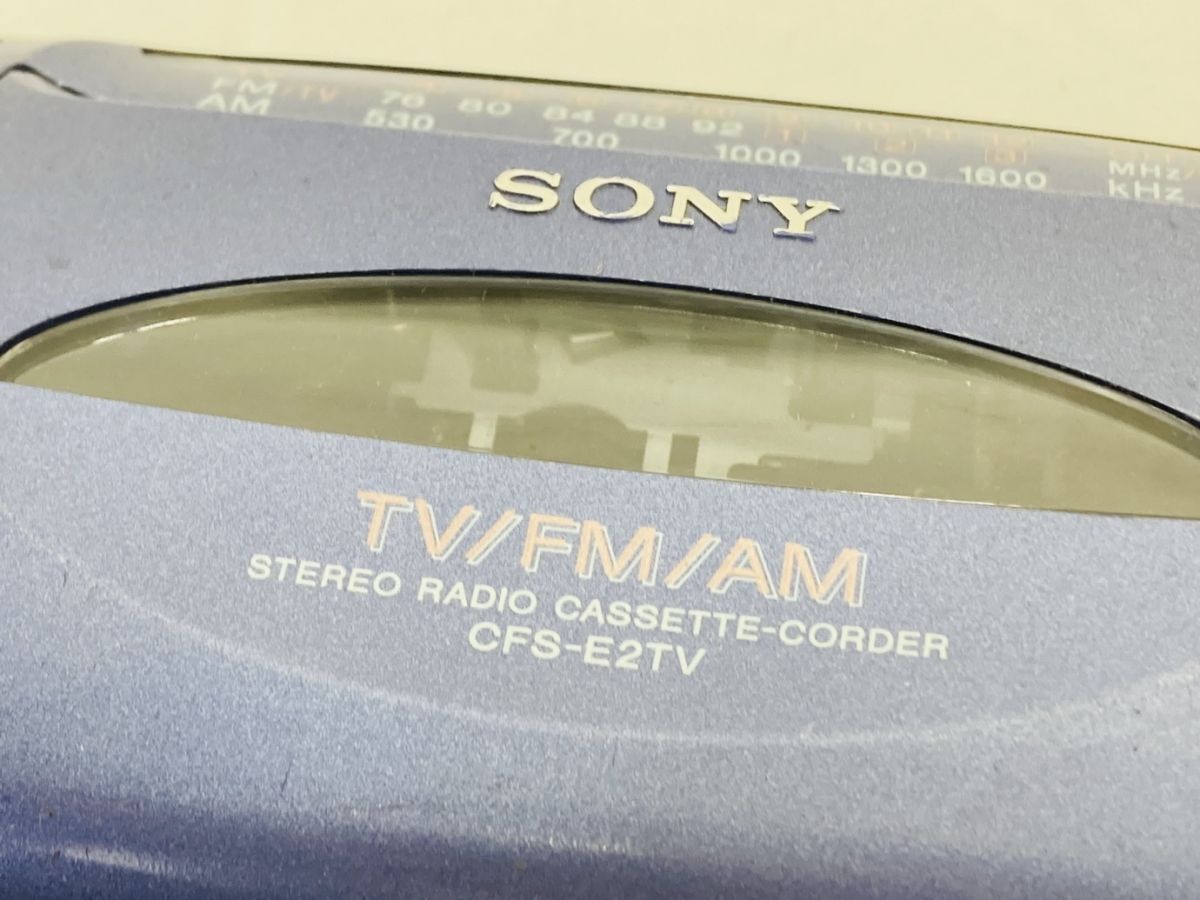 FM/TV 76 80 84 88 92 MHz
AM 530 700 1000 1300 1600 kHz
SONY
TV/FM/AM
STEREO RADIO CASSETTE-CORDER
CFS-E2TV